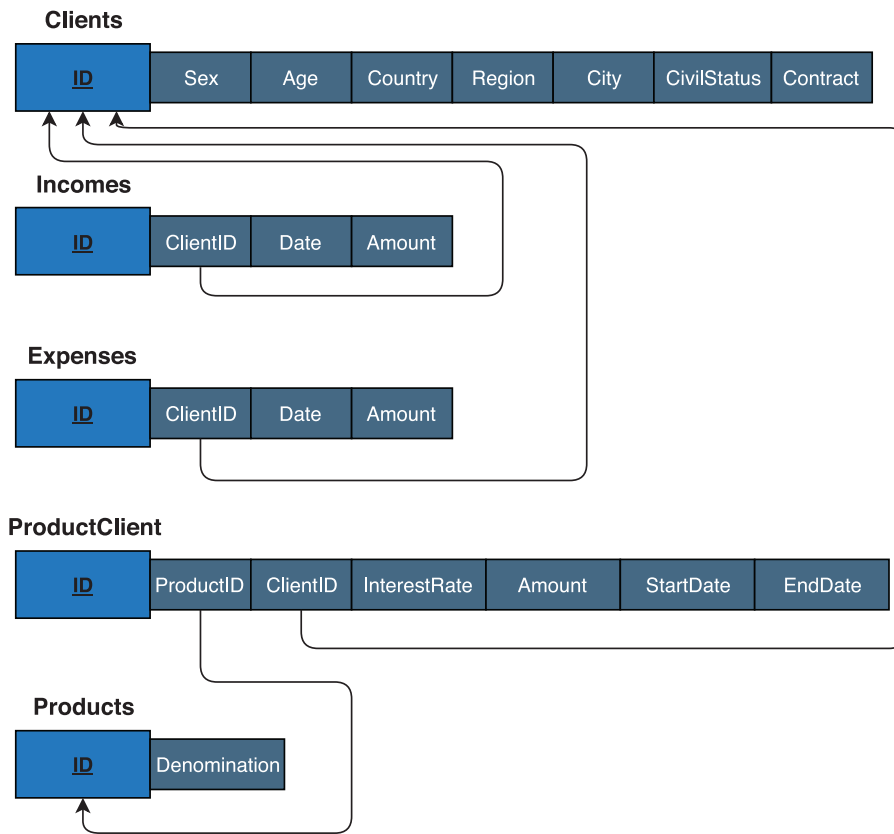 Clients
ID Sex Age Country Region City CivilStatus Contract
Incomes
ID ClientID Date Amount
Expenses
ID ClientID Date Amount
ProductClient
ID ProductID ClientID InterestRate Amount StartDate EndDate
Products
ID Denomination